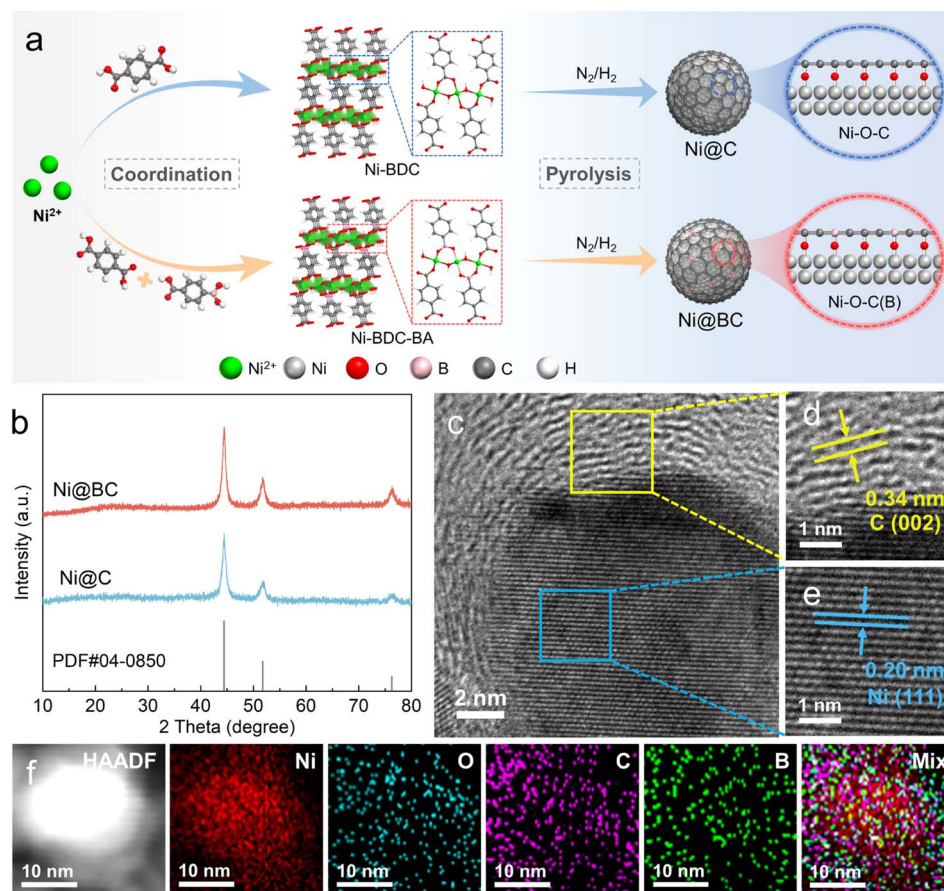 a
Ni²⁺
Coordination
Ni-BDC
Ni-BDC-BA
Pyrolysis
N₂/H₂
N₂/H₂
Ni@C
Ni@BC
Ni-O-C
Ni-O-C(B)
Ni²⁺ Ni O B C H
b
Intensity (a.u.)
Ni@BC
Ni@C
PDF#04-0850
10 20 30 40 50 60 70 80
2 Theta (degree)
c
2 nm
d
0.34 nm
C (002)
1 nm
e
0.20 nm
Ni (111)
1 nm
f
HAADF
10 nm
Ni
10 nm
O
10 nm
C
10 nm
B
10 nm
Mix
10 nm